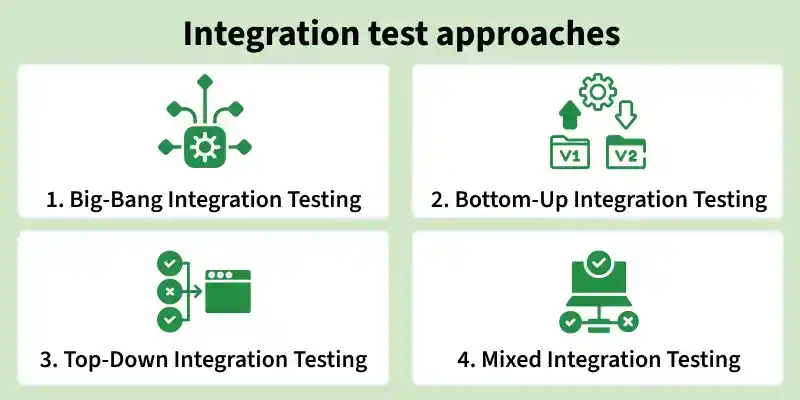 Integration test approaches
1. Big-Bang Integration Testing
V1
V2
2. Bottom-Up Integration Testing
3. Top-Down Integration Testing
4. Mixed Integration Testing